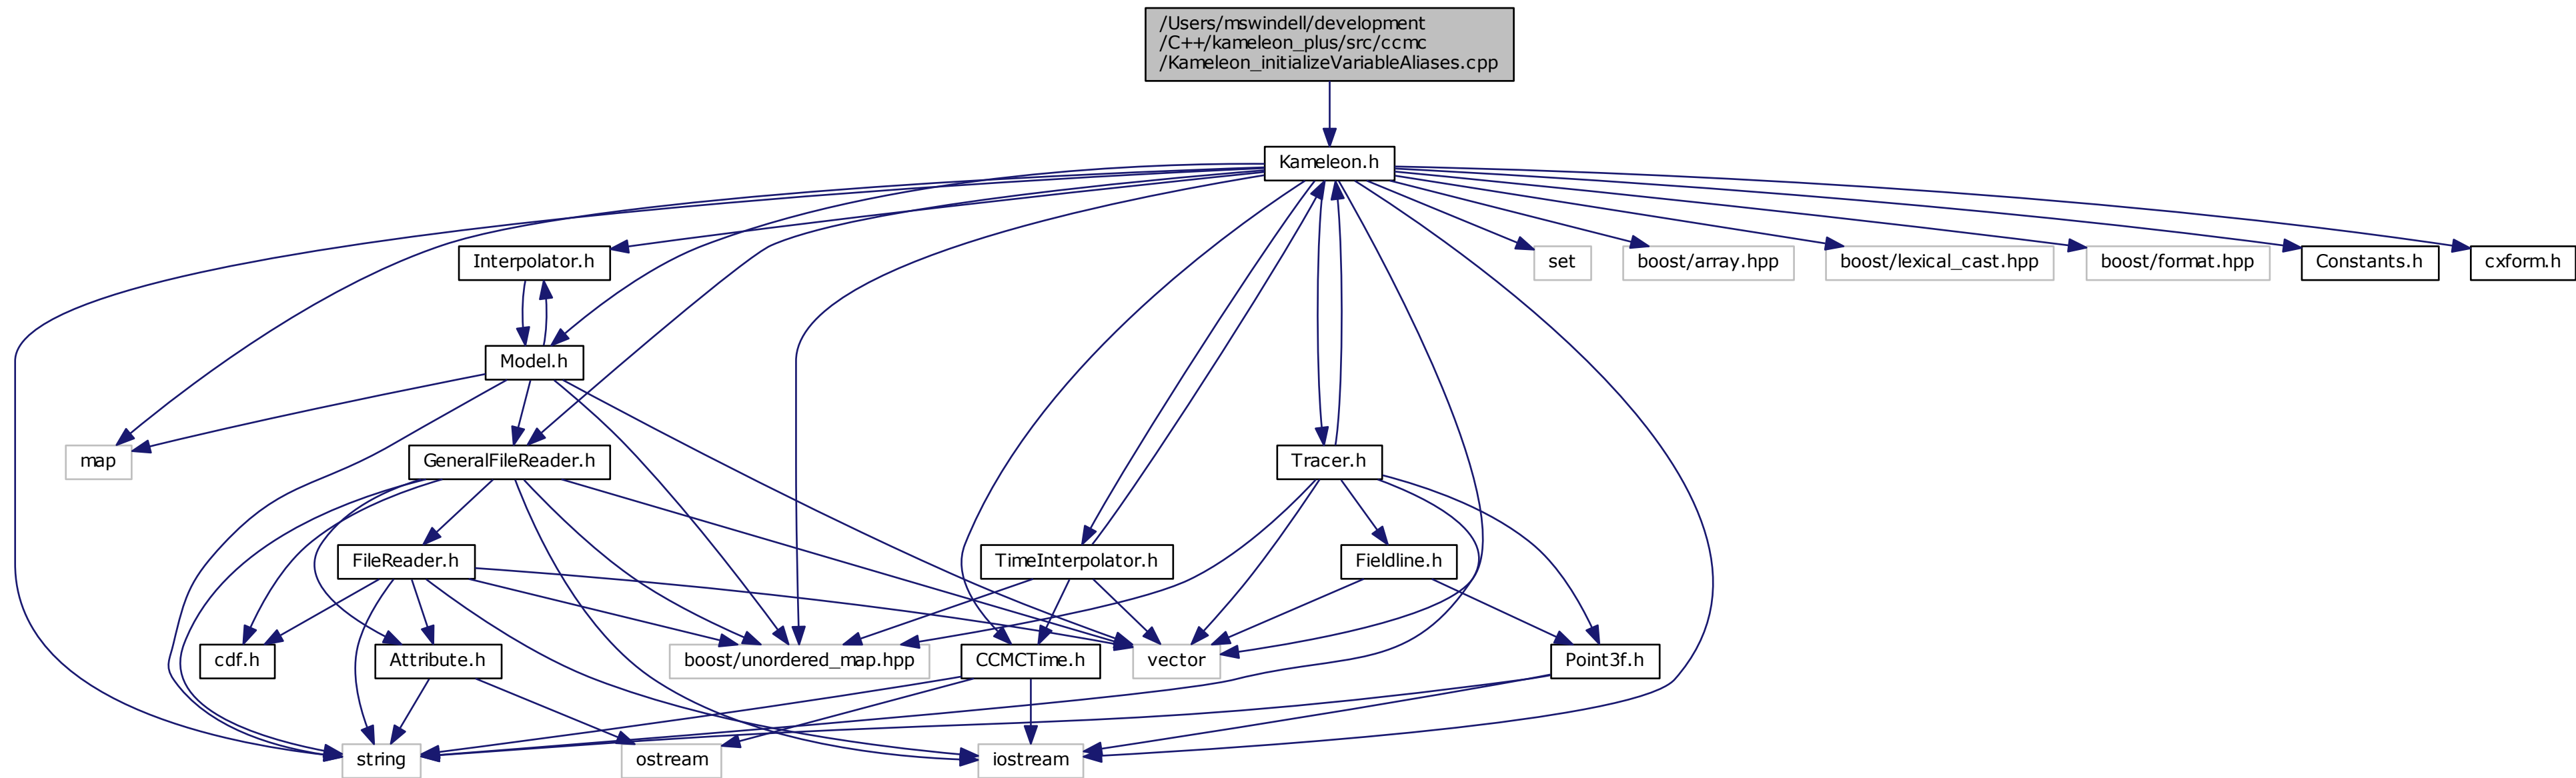 /Users/mswindell/development
/C++/kameleon_plus/src/ccmc
/Kameleon_initializeVariableAliases.cpp
Kameleon.h
Interpolator.h
set
boost/array.hpp
boost/lexical_cast.hpp
boost/format.hpp
Constants.h
cxform.h
Model.h
map
GeneralFileReader.h
Tracer.h
FileReader.h
TimeInterpolator.h
Fieldline.h
cdf.h
Attribute.h
boost/unordered_map.hpp
CCMCTime.h
vector
Point3f.h
string
ostream
iostream